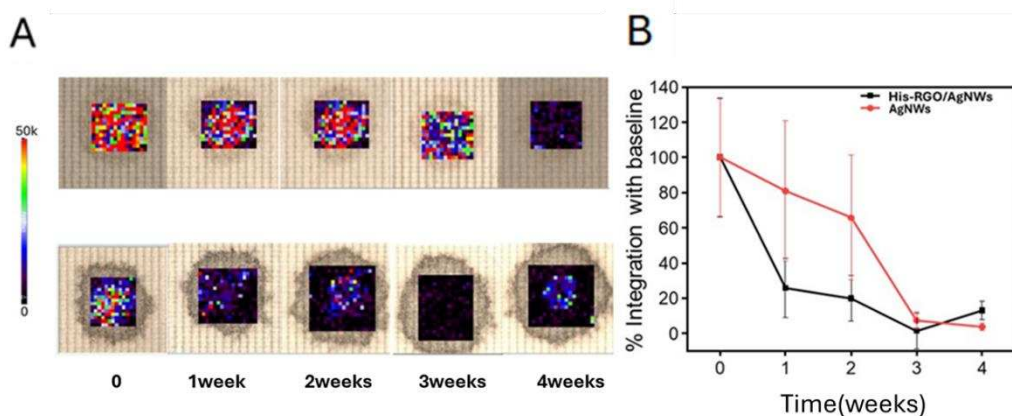 A
50k
0
0
1week
2weeks
3weeks
4weeks
B
140
120
100
80
60
40
20
0
% Integration with baseline
His-RGO/AgNWs
AgNWs
0
1
2
3
4
Time(weeks)